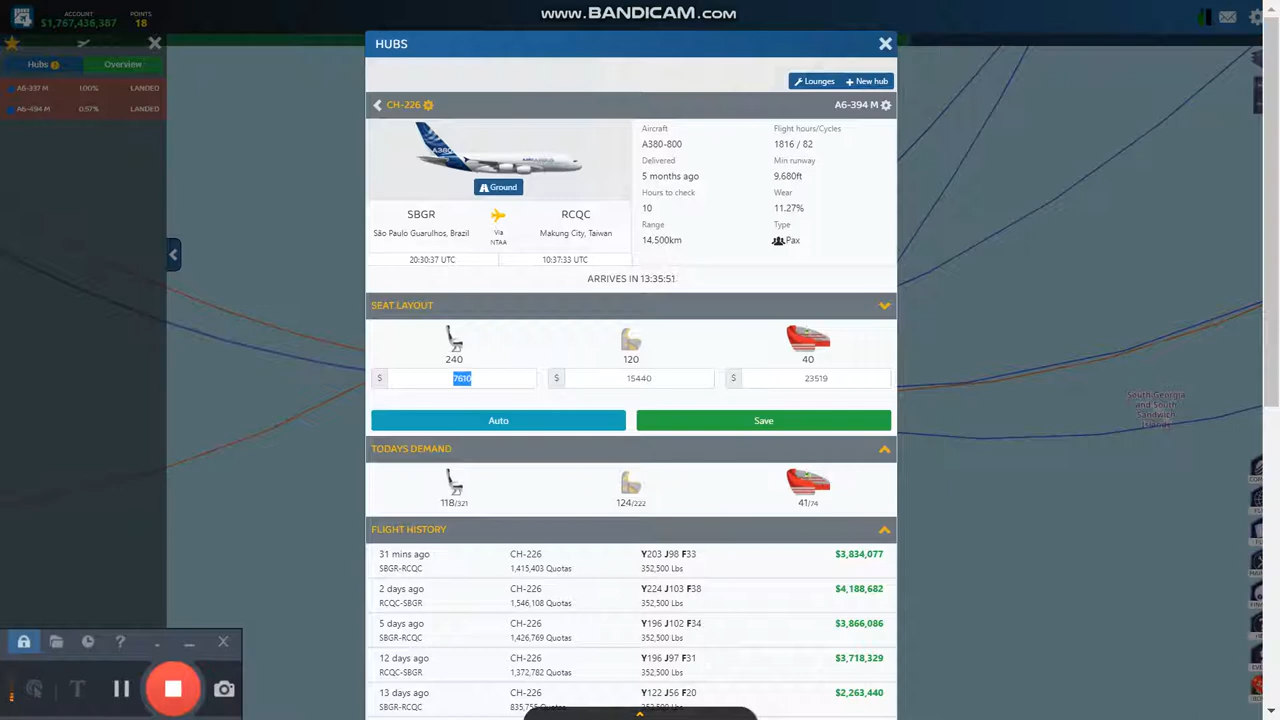 www.BANDICAM.com
ACCOUNT
$1,767,436,387
POINTS
18
Hubs
Overview
A6-337 M 1.00% LANDED
A6-494 M 0.57% LANDED
HUBS
Lounges
New hub
CH-226
A6-394 M
Ground
SBGR
São Paulo Guarulhos, Brazil
Via
NTAA
RCQC
Makung City, Taiwan
20:30:37 UTC
10:37:33 UTC
Aircraft
A380-800
Delivered
5 months ago
Hours to check
10
Range
14.500km
Flight hours/Cycles
1816 / 82
Min runway
9,680ft
Wear
11.27%
Type
Pax
ARRIVES IN 13:35:51
SEAT LAYOUT
240 120 40
$ 7610 $ 15440 $ 23519
Auto Save
TODAYS DEMAND
118/321 124/222 41/74
FLIGHT HISTORY
31 mins ago CH-226 Y203 J98 F33 $3,834,077
SBGR-RCQC 1,415,403 Quotas 352,500 Lbs
2 days ago CH-226 Y224 J103 F38 $4,188,682
RCQC-SBGR 1,546,108 Quotas 352,500 Lbs
5 days ago CH-226 Y196 J102 F34 $3,866,086
SBGR-RCQC 1,426,769 Quotas 352,500 Lbs
12 days ago CH-226 Y196 J97 F31 $3,718,329
RCQC-SBGR 1,372,782 Quotas 352,500 Lbs
13 days ago CH-226 Y122 J56 F20 $2,263,440
SBGR-RCQC 352,500 Lbs
South Georgia
and South
Sandwich
Islands